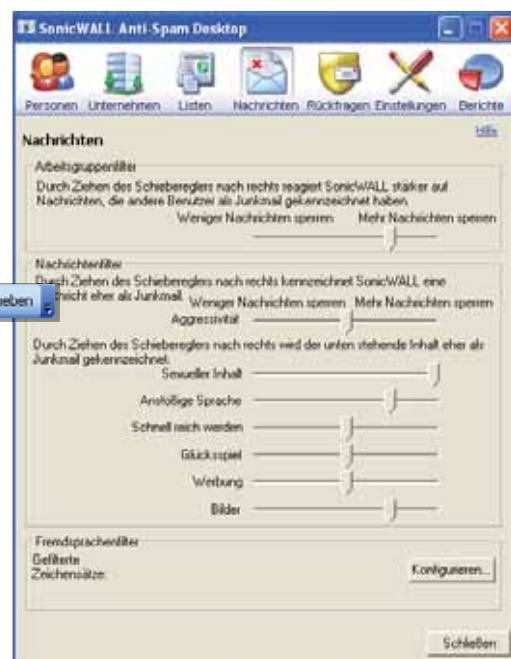 SonicWALL Anti-Spam Desktop
Personen Unternehmen Listen Nachrichten Rückfragen Einstellungen Berichte
Hilfe
Nachrichten
Arbeitsgruppenfilter
Durch Ziehen des Schiebereglers nach rechts reagiert SonicWALL stärker auf
Nachrichten, die andere Benutzer als Junkmail gekennzeichnet haben.
Weniger Nachrichten sperren Mehr Nachrichten sperren
Nachrichtenfilter
Durch Ziehen des Schiebereglers nach rechts kennzeichnet SonicWALL eine
eben
chricht eher als Junkmail. Weniger Nachrichten sperren Mehr Nachrichten sperren
Aggressivität
Durch Ziehen des Schiebereglers nach rechts wird der unten stehende Inhalt eher als
Junkmail gekennzeichnet.
Sexueller Inhalt
Anstößige Sprache
Schnell reich werden
Glücksspiel
Werbung
Bilder
Fremdsprachenfilter
Gefilterte
Zeichensätze:
Konfigurieren...
Schließen